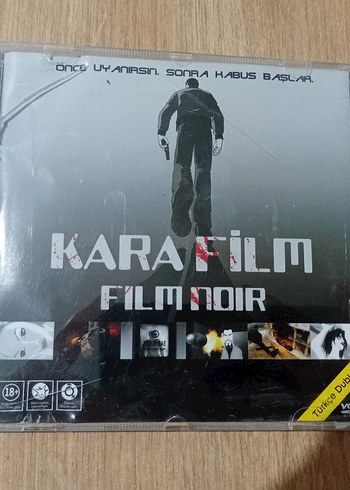 ÖNCE UYANIRSIN, SONRA KABUS BAŞLAR.
KARA FİLM
FILM NOIR
18+
Türkçe Dubl